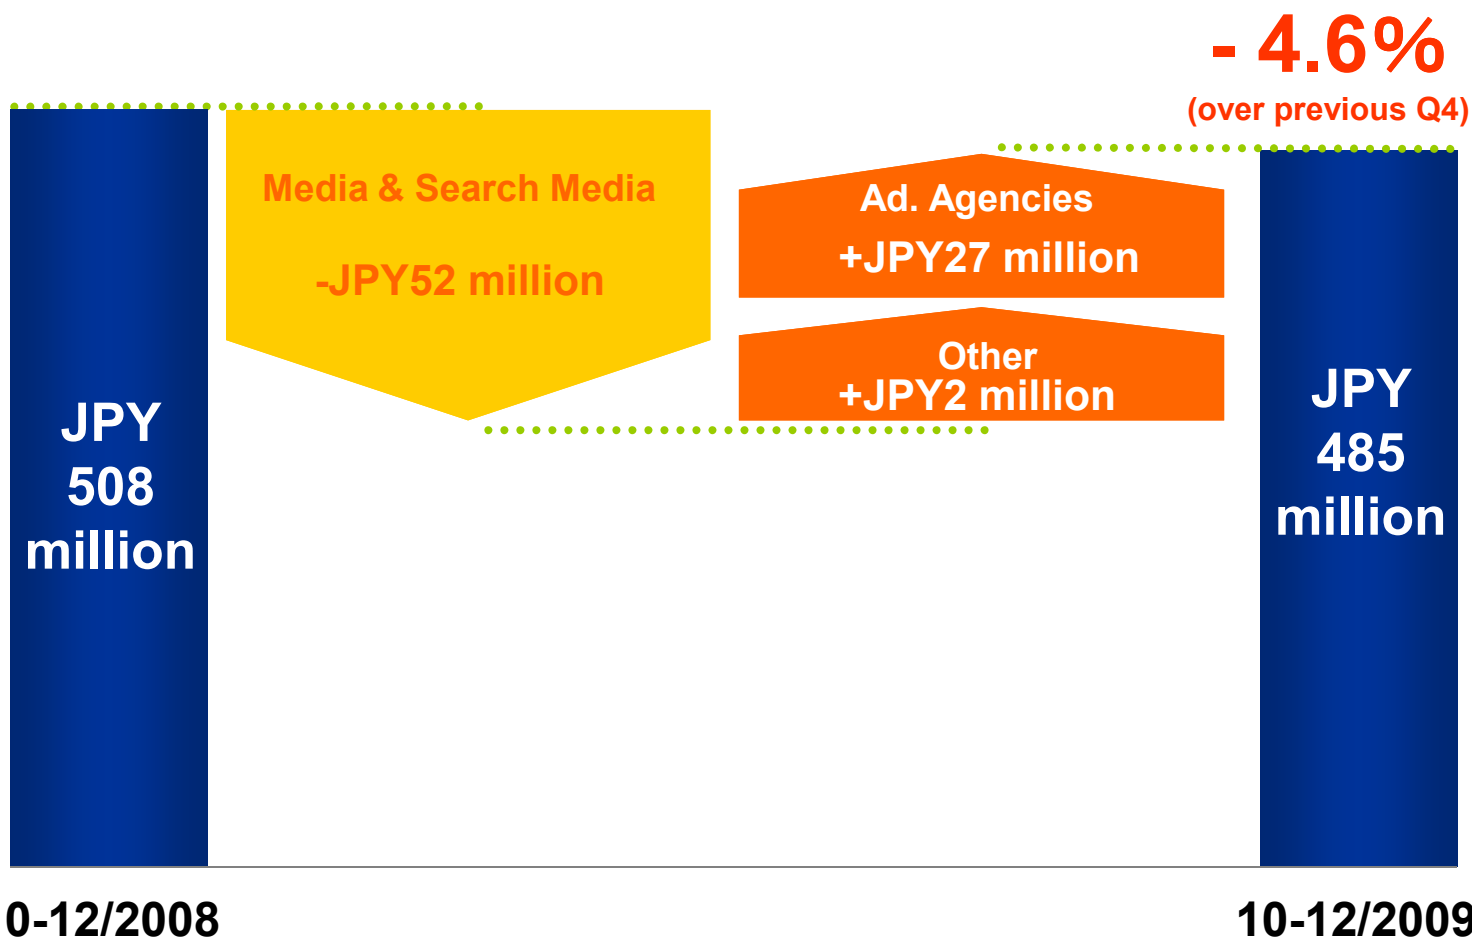 - 4.6%
(over previous Q4)
Media & Search Media
-JPY52 million
Ad. Agencies
+JPY27 million
Other
+JPY2 million
JPY
508
million
JPY
485
million
0-12/2008
10-12/2009